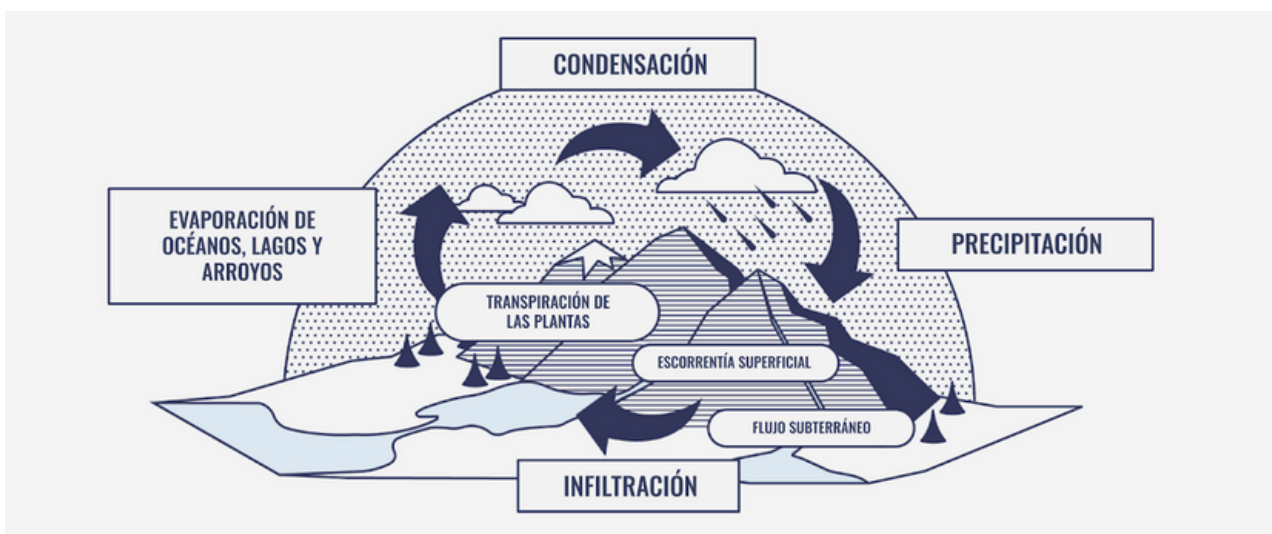 CONDENSACIÓN
EVAPORACIÓN DE
OCÉANOS, LAGOS Y
ARROYOS
PRECIPITACIÓN
TRANSPIRACIÓN DE
LAS PLANTAS
ESCORRENTÍA SUPERFICIAL
FLUJO SUBTERRÁNEO
INFILTRACIÓN